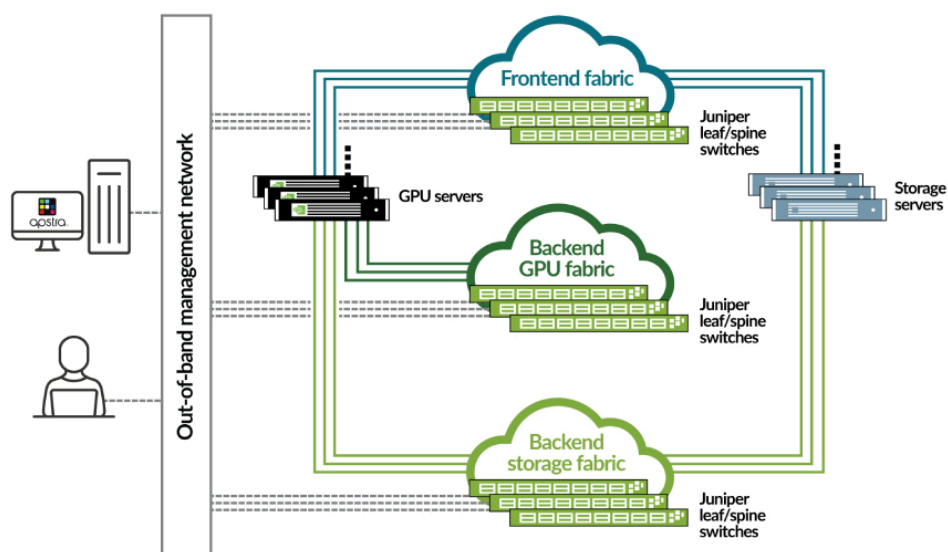 Frontend fabric
Juniper
leaf/spine
switches
GPU servers
Storage
servers
apstra
Out-of-band management network
Backend
GPU fabric
Juniper
leaf/spine
switches
Backend
storage fabric
Juniper
leaf/spine
switches